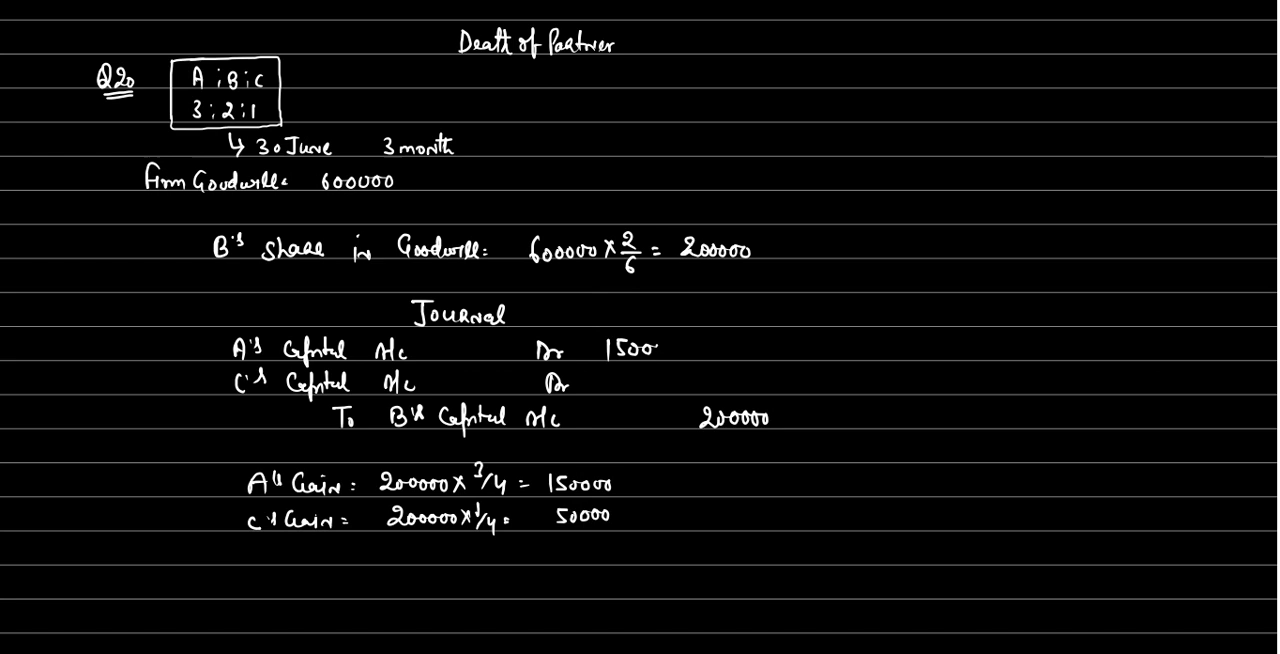 Death of Partner
Q20 A : B : C
3 : 2 : 1
↳ 30 June 3 month
Firm Goodwill = 600000
B's Share in Goodwill = 600000 × 2/6 = 200000
Journal
A's Capital A/c Dr 1500
C's Capital A/c Dr
To B's Capital A/c 200000
A's Gain = 200000 × 3/4 = 150000
C's Gain = 200000 × 1/4 = 50000